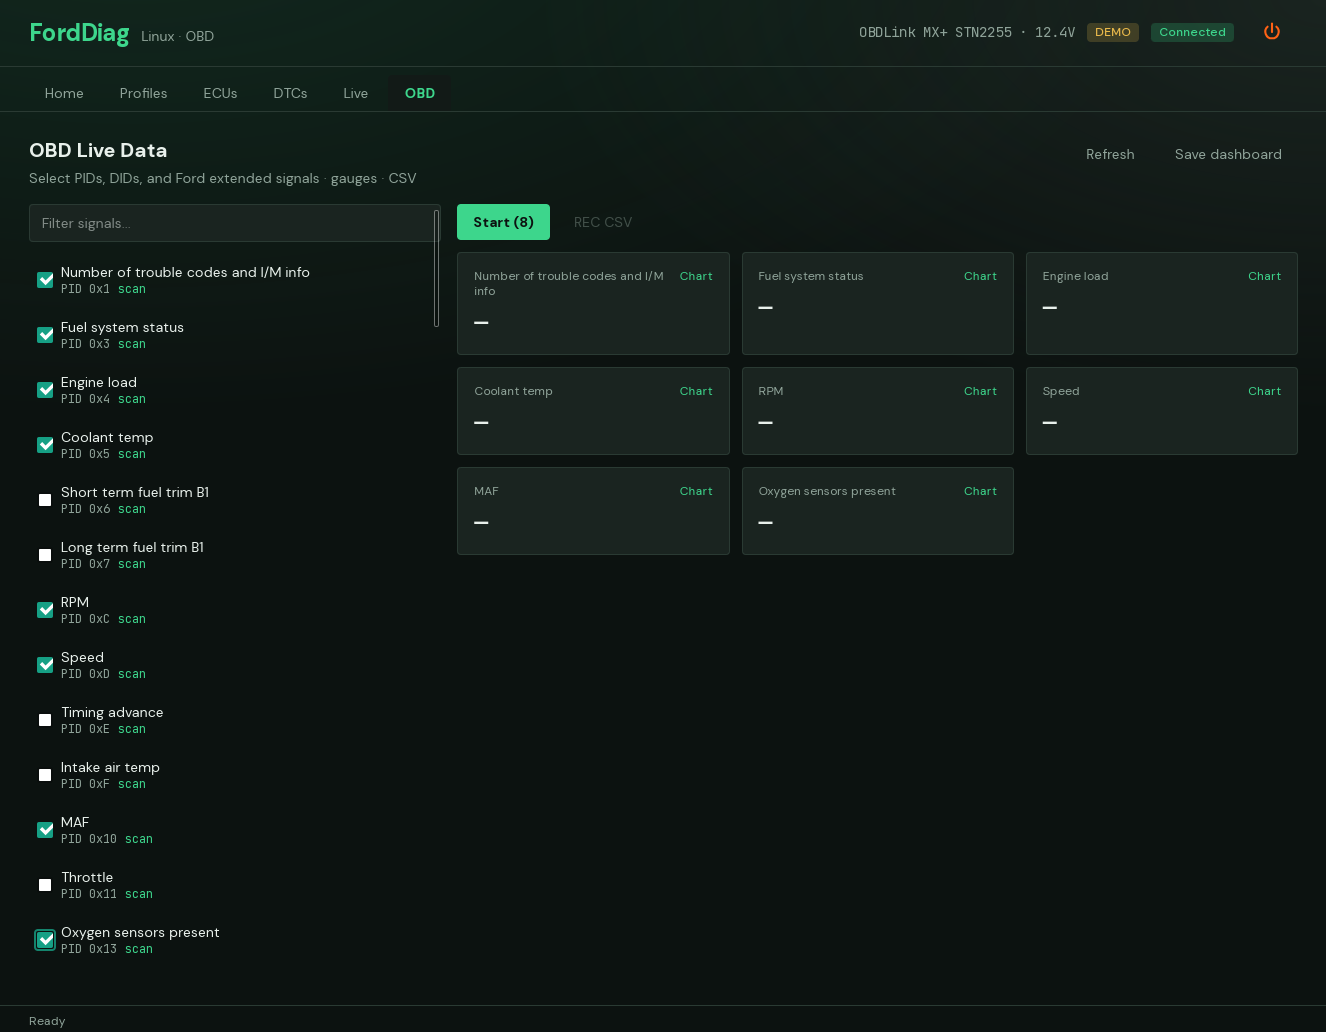 FordDiag Linux · OBD
OBDLink MX+ STN2255 · 12.4V DEMO Connected
Home Profiles ECUs DTCs Live OBD
OBD Live Data
Select PIDs, DIDs, and Ford extended signals · gauges · CSV
Refresh Save dashboard
Filter signals...
Number of trouble codes and I/M info
PID 0x1 scan
Fuel system status
PID 0x3 scan
Engine load
PID 0x4 scan
Coolant temp
PID 0x5 scan
Short term fuel trim B1
PID 0x6 scan
Long term fuel trim B1
PID 0x7 scan
RPM
PID 0xC scan
Speed
PID 0xD scan
Timing advance
PID 0xE scan
Intake air temp
PID 0xF scan
MAF
PID 0x10 scan
Throttle
PID 0x11 scan
Oxygen sensors present
PID 0x13 scan
Start (8) REC CSV
Number of trouble codes and I/M Chart
info
—
Fuel system status Chart
—
Engine load Chart
—
Coolant temp Chart
—
RPM Chart
—
Speed Chart
—
MAF Chart
—
Oxygen sensors present Chart
—
Ready